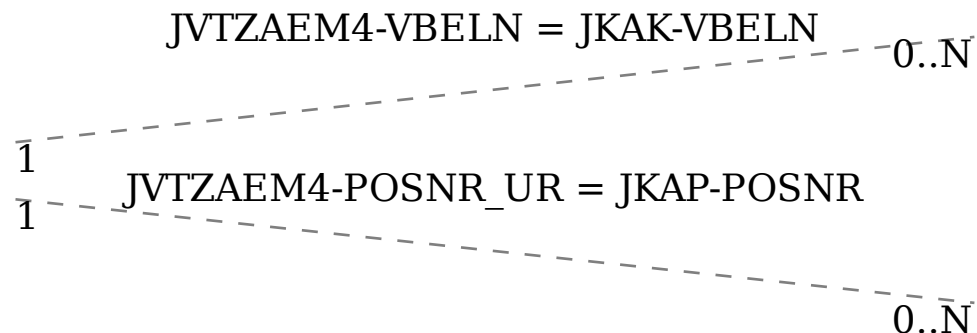 JVTZAEM4-VBELN = JKAK-VBELN
0..N
1
JVTZAEM4-POSNR_UR = JKAP-POSNR
1
0..N